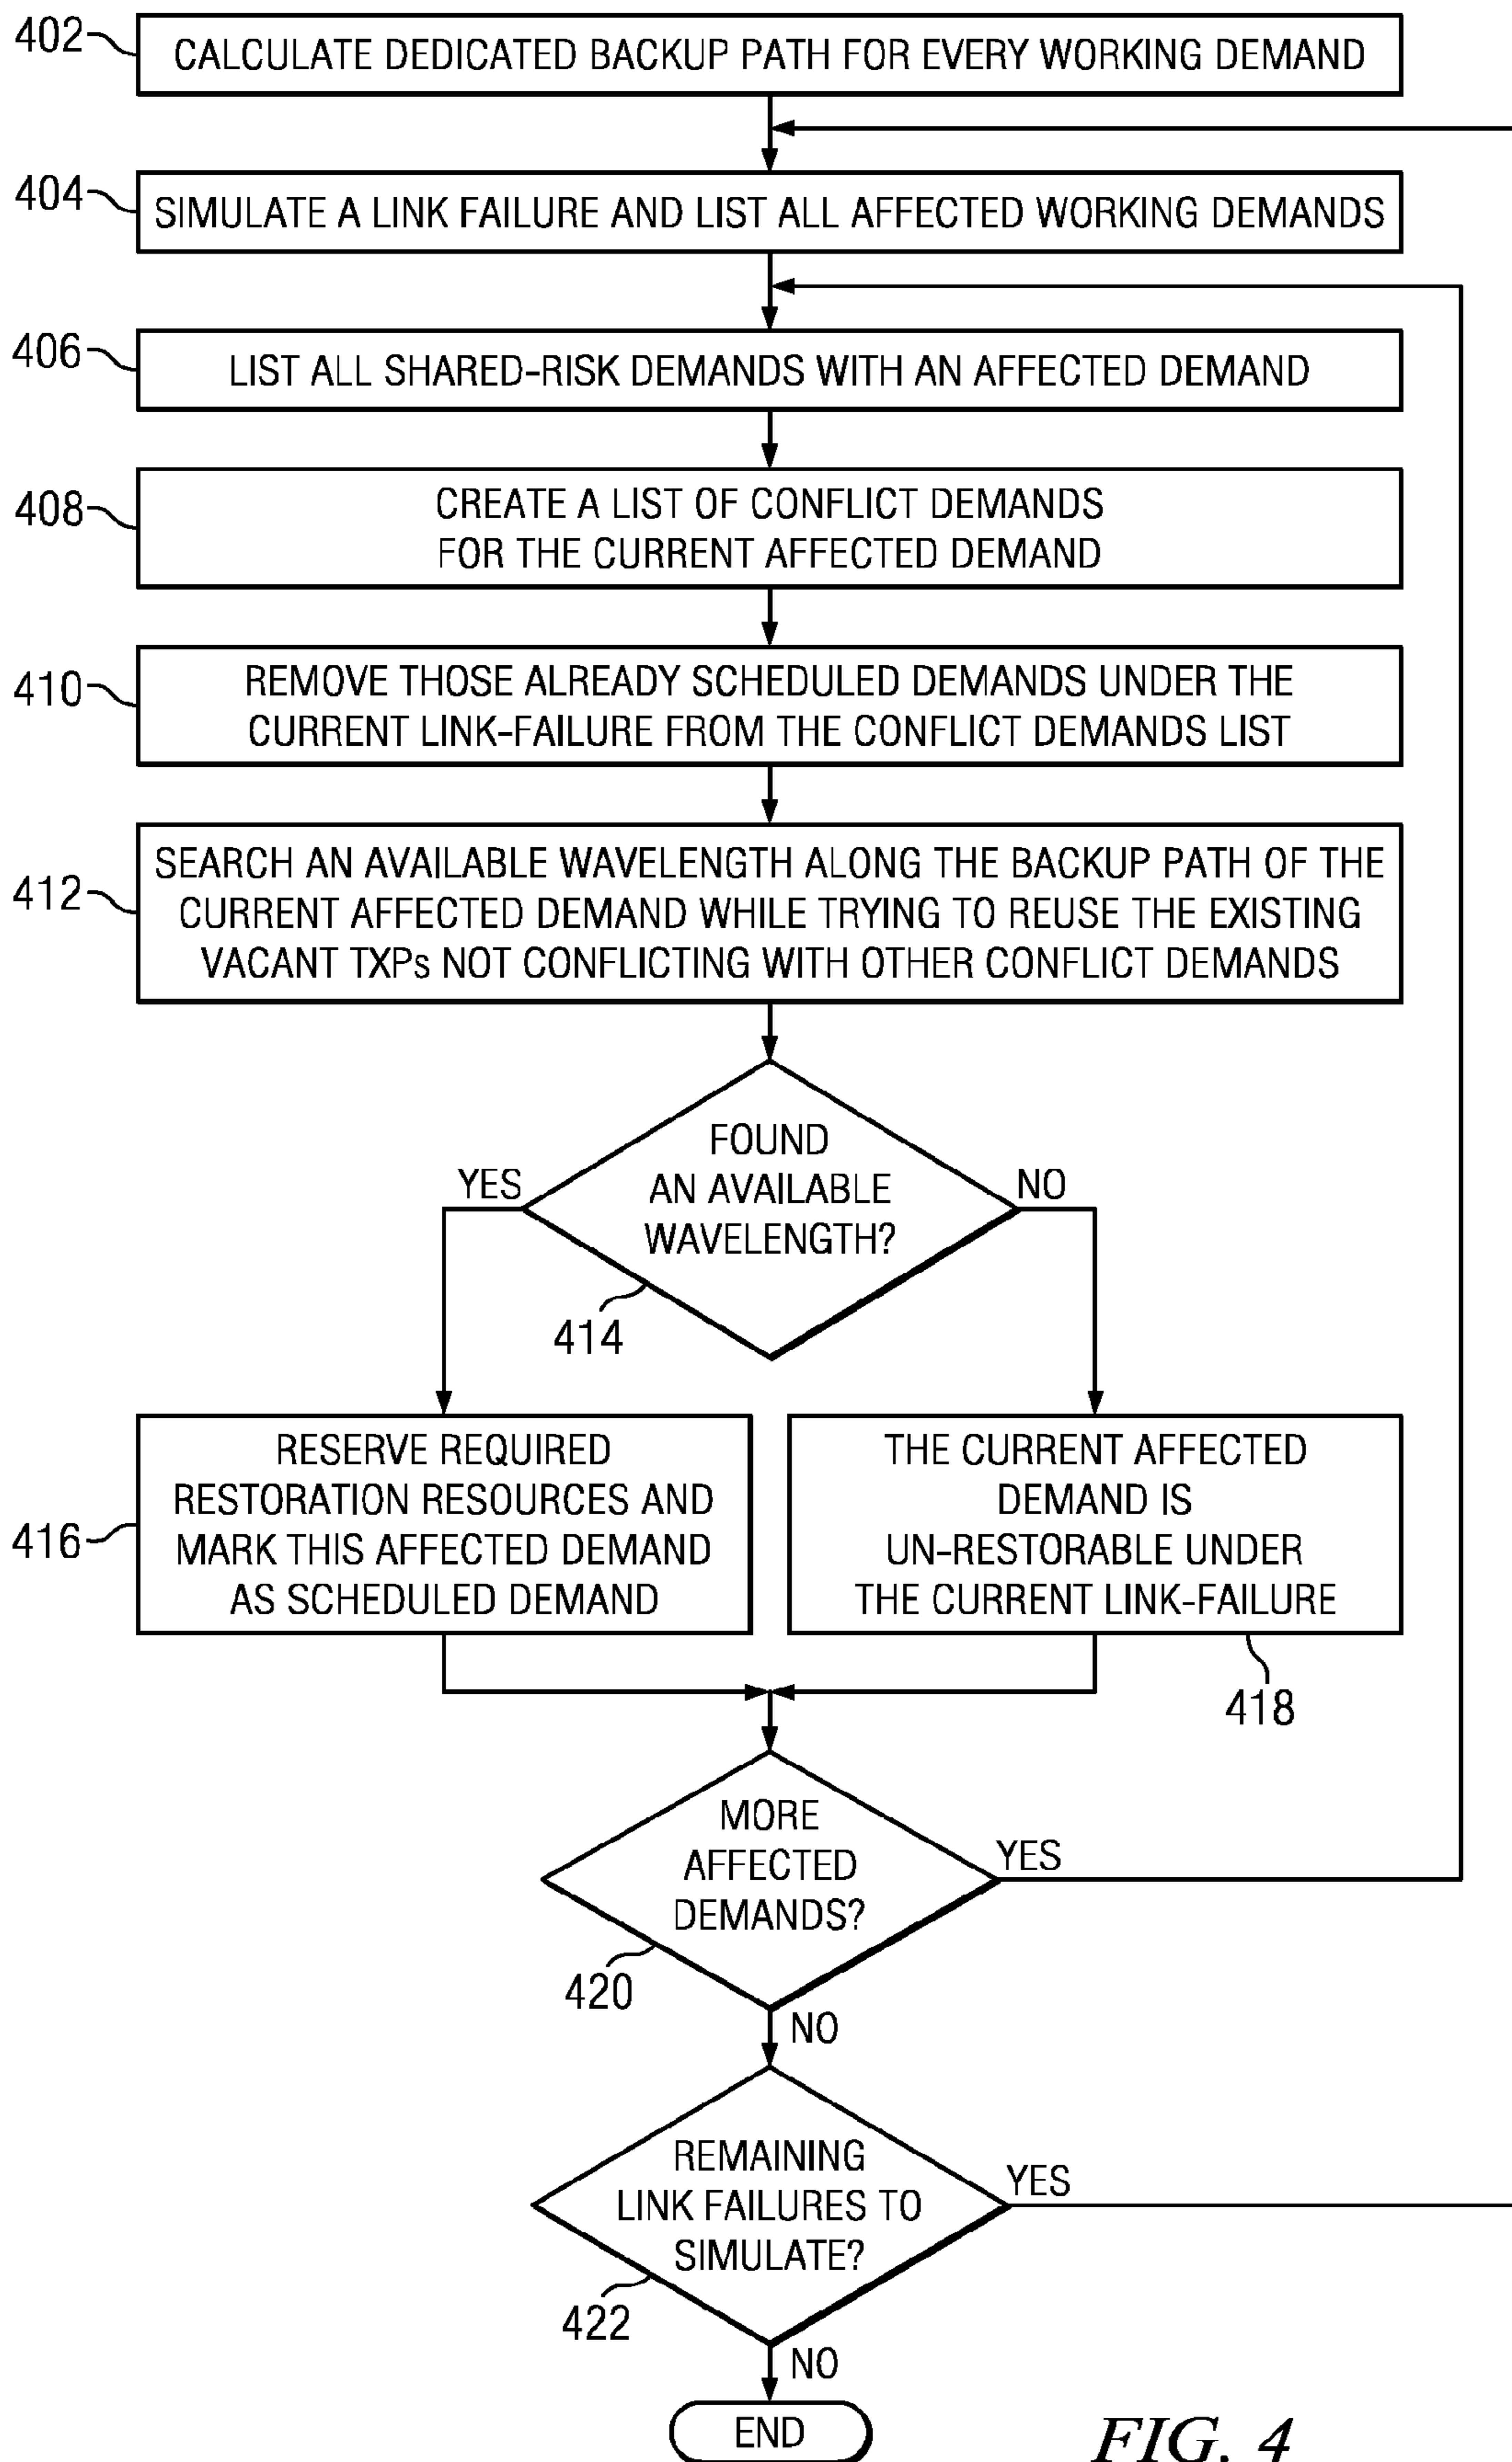 402
CALCULATE DEDICATED BACKUP PATH FOR EVERY WORKING DEMAND
404
SIMULATE A LINK FAILURE AND LIST ALL AFFECTED WORKING DEMANDS
406
LIST ALL SHARED-RISK DEMANDS WITH AN AFFECTED DEMAND
408
CREATE A LIST OF CONFLICT DEMANDS
FOR THE CURRENT AFFECTED DEMAND
410
REMOVE THOSE ALREADY SCHEDULED DEMANDS UNDER THE
CURRENT LINK-FAILURE FROM THE CONFLICT DEMANDS LIST
412
SEARCH AN AVAILABLE WAVELENGTH ALONG THE BACKUP PATH OF THE
CURRENT AFFECTED DEMAND WHILE TRYING TO REUSE THE EXISTING
VACANT TXPs NOT CONFLICTING WITH OTHER CONFLICT DEMANDS
FOUND
AN AVAILABLE
WAVELENGTH?
YES
NO
414
416
RESERVE REQUIRED
RESTORATION RESOURCES AND
MARK THIS AFFECTED DEMAND
AS SCHEDULED DEMAND
THE CURRENT AFFECTED
DEMAND IS
UN-RESTORABLE UNDER
THE CURRENT LINK-FAILURE
418
MORE
AFFECTED
DEMANDS?
YES
420
NO
REMAINING
LINK FAILURES TO
SIMULATE?
YES
422
NO
END
FIG. 4